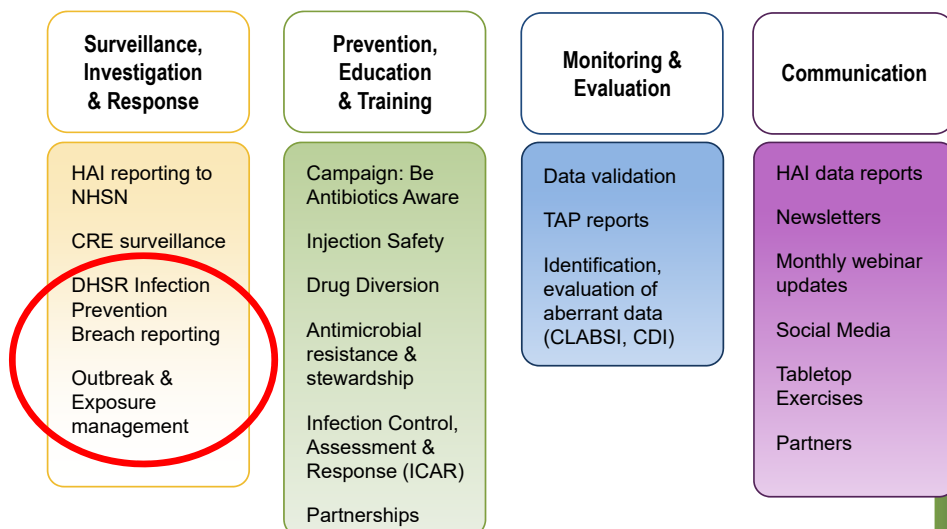 Surveillance,
Investigation
& Response
HAI reporting to
NHSN
CRE surveillance
DHSR Infection
Prevention
Breach reporting
Outbreak &
Exposure
management
Prevention,
Education
& Training
Campaign: Be
Antibiotics Aware
Injection Safety
Drug Diversion
Antimicrobial
resistance &
stewardship
Infection Control,
Assessment &
Response (ICAR)
Partnerships
Monitoring &
Evaluation
Data validation
TAP reports
Identification,
evaluation of
aberrant data
(CLABSI, CDI)
Communication
HAI data reports
Newsletters
Monthly webinar
updates
Social Media
Tabletop
Exercises
Partners